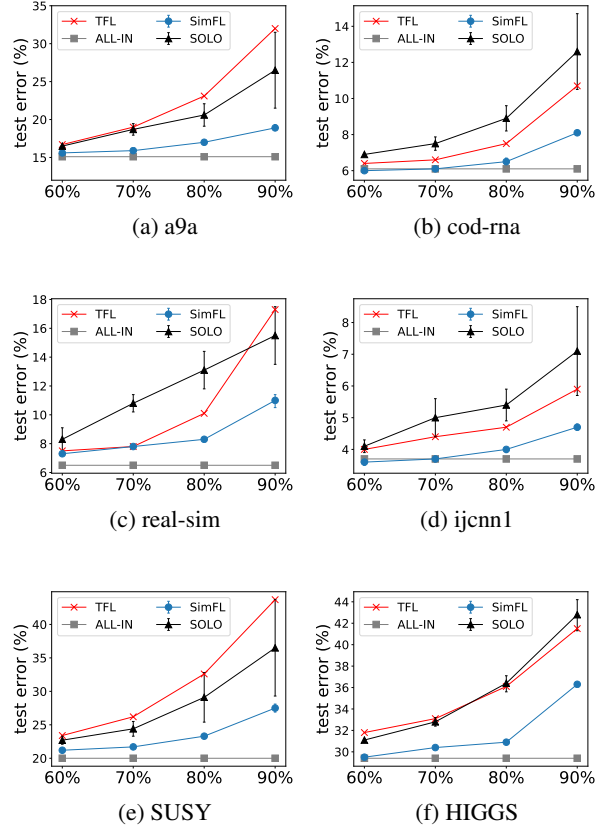 TFL SimFL
ALL-IN SOLO
test error (%)
35
30
25
20
15
60% 70% 80% 90%
(a) a9a
TFL SimFL
ALL-IN SOLO
test error (%)
14
12
10
8
6
60% 70% 80% 90%
(b) cod-rna
TFL SimFL
ALL-IN SOLO
test error (%)
18
16
14
12
10
8
6
60% 70% 80% 90%
(c) real-sim
TFL SimFL
ALL-IN SOLO
test error (%)
8
7
6
5
4
60% 70% 80% 90%
(d) ijcnn1
TFL SimFL
ALL-IN SOLO
test error (%)
40
35
30
25
20
60% 70% 80% 90%
(e) SUSY
TFL SimFL
ALL-IN SOLO
test error (%)
44
42
40
38
36
34
32
30
60% 70% 80% 90%
(f) HIGGS